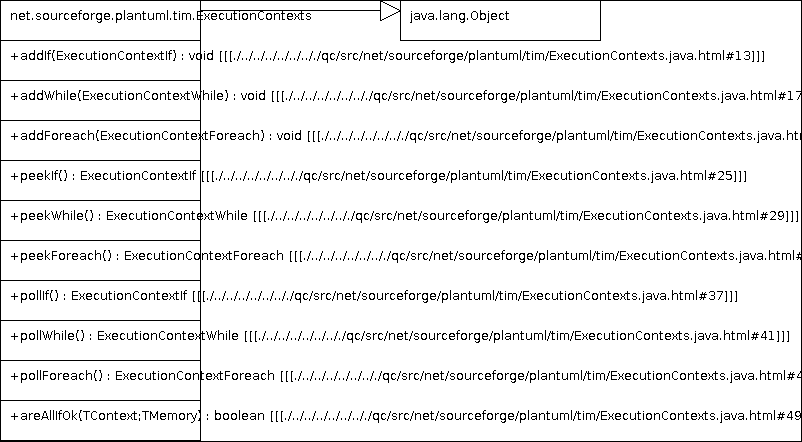 net.sourceforge.plantuml.tim.ExecutionContexts
java.lang.Object
+addIf(ExecutionContextIf) : void [[[./../../../../../../qc/src/net/sourceforge/plantuml/tim/ExecutionContexts.java.html#13]]]
+addWhile(ExecutionContextWhile) : void [[[./../../../../../../qc/src/net/sourceforge/plantuml/tim/ExecutionContexts.java.html#17
+addForeach(ExecutionContextForeach) : void [[[./../../../../../../qc/src/net/sourceforge/plantuml/tim/ExecutionContexts.java.ht
+peekIf() : ExecutionContextIf [[[./../../../../../../qc/src/net/sourceforge/plantuml/tim/ExecutionContexts.java.html#25]]]
+peekWhile() : ExecutionContextWhile [[[./../../../../../../qc/src/net/sourceforge/plantuml/tim/ExecutionContexts.java.html#29]]]
+peekForeach() : ExecutionContextForeach [[[./../../../../../../qc/src/net/sourceforge/plantuml/tim/ExecutionContexts.java.html#
+pollIf() : ExecutionContextIf [[[./../../../../../../qc/src/net/sourceforge/plantuml/tim/ExecutionContexts.java.html#37]]]
+pollWhile() : ExecutionContextWhile [[[./../../../../../../qc/src/net/sourceforge/plantuml/tim/ExecutionContexts.java.html#41]]]
+pollForeach() : ExecutionContextForeach [[[./../../../../../../qc/src/net/sourceforge/plantuml/tim/ExecutionContexts.java.html#4
+areAllIfOk(TContext;TMemory) : boolean [[[./../../../../../../qc/src/net/sourceforge/plantuml/tim/ExecutionContexts.java.html#49